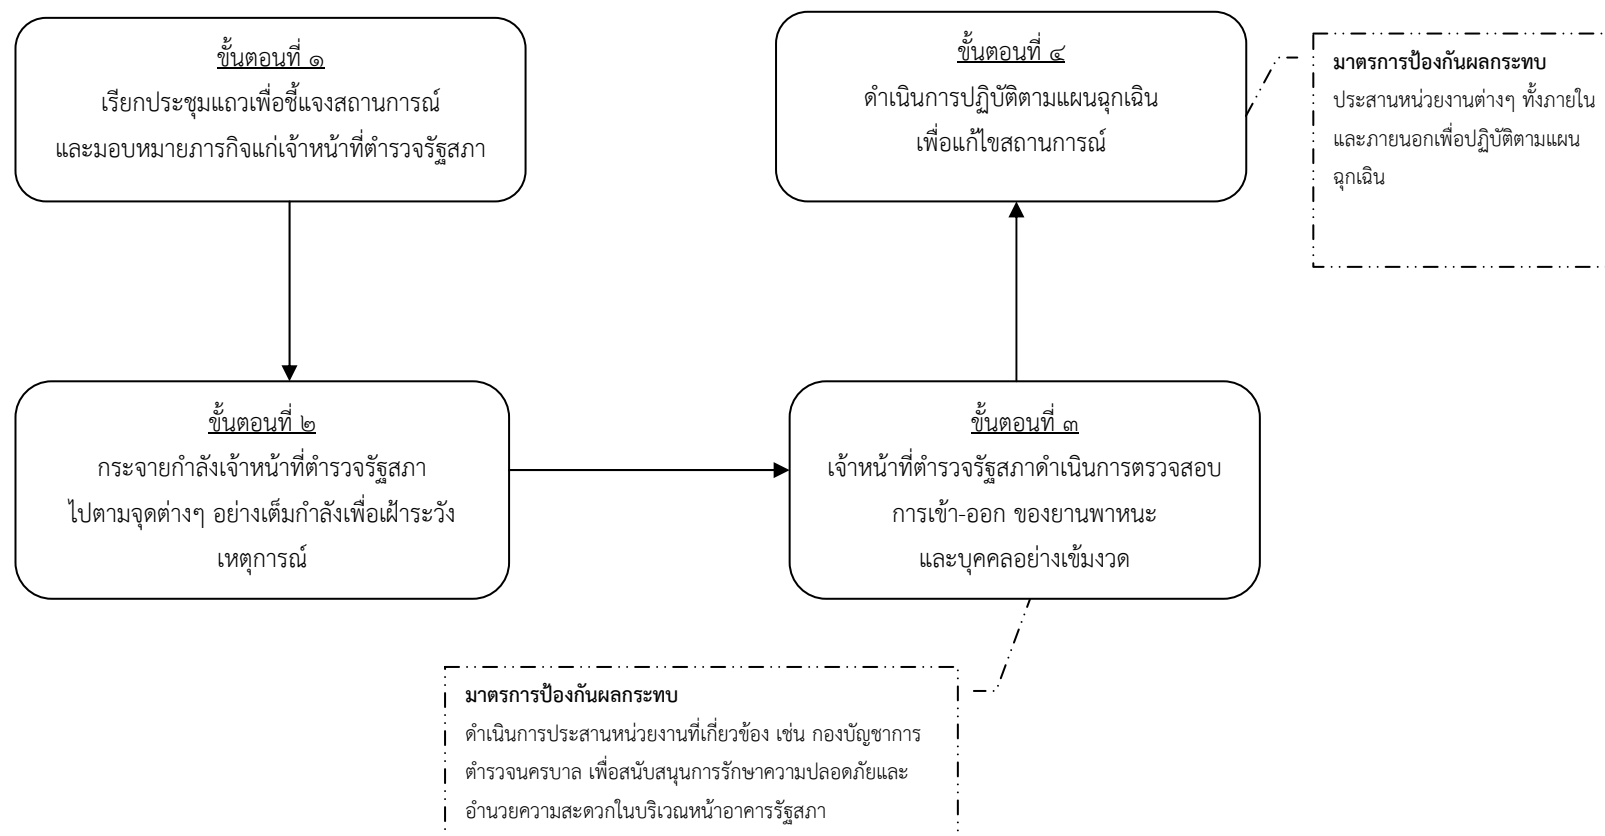 ขั้นตอนที่ ๑
เรียกประชุมแถวเพื่อชี้แจงสถานการณ์
และมอบหมายภารกิจแก่เจ้าหน้าที่ตำรวจรัฐสภา
ขั้นตอนที่ ๒
กระจายกำลังเจ้าหน้าที่ตำรวจรัฐสภา
ไปตามจุดต่างๆ อย่างเต็มกำลังเพื่อเฝ้าระวัง
เหตุการณ์
ขั้นตอนที่ ๓
เจ้าหน้าที่ตำรวจรัฐสภาดำเนินการตรวจสอบ
การเข้า-ออก ของยานพาหนะ
และบุคคลอย่างเข้มงวด
มาตรการป้องกันผลกระทบ
ดำเนินการประสานหน่วยงานที่เกี่ยวข้อง เช่น กองบัญชาการ
ตำรวจนครบาล เพื่อสนับสนุนการรักษาความปลอดภัยและ
อำนวยความสะดวกในบริเวณหน้าอาคารรัฐสภา
ขั้นตอนที่ ๔
ดำเนินการปฏิบัติตามแผนฉุกเฉิน
เพื่อแก้ไขสถานการณ์
มาตรการป้องกันผลกระทบ
ประสานหน่วยงานต่างๆ ทั้งภายใน
และภายนอกเพื่อปฏิบัติตามแผน
ฉุกเฉิน